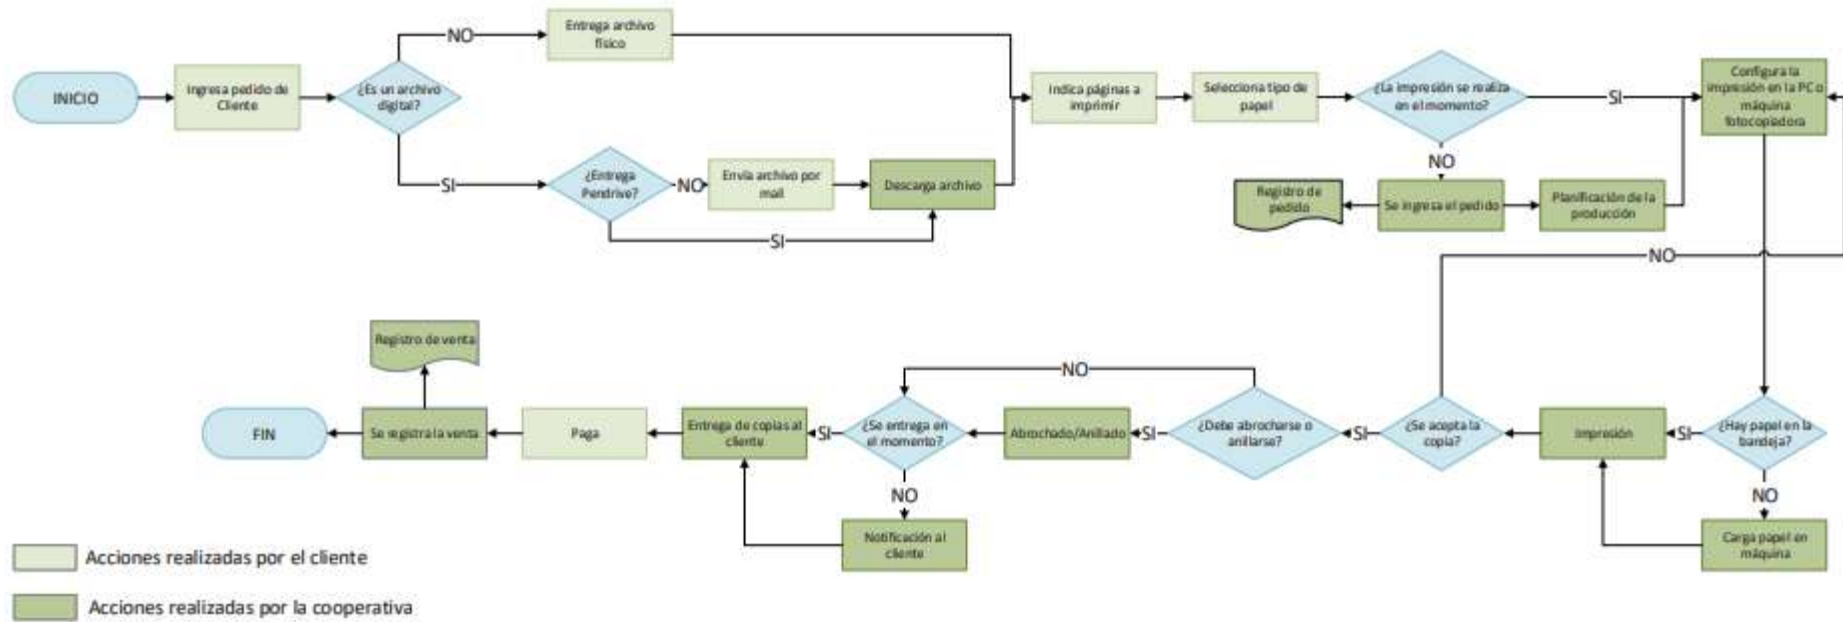 INICIO
Ingresa pedido de
Cliente
¿Es un archivo
digital?
NO
Entrega archivo
físico
SI
¿Entrega
Pendrive?
NO
Envía archivo por
mail
Descarga archivo
SI
Indica páginas a
imprimir
Selecciona tipo de
papel
¿La impresión se realiza
en el momento?
SI
NO
Registro de
pedido
Se ingresa el pedido
Planificación de la
producción
Configura la
impresión en la PC o
máquina
fotocopiadora
NO
¿Hay papel en la
bandeja?
SI
NO
Carga papel en
máquina
Impresión
¿Se acepta la
copia?
SI
¿Debe abrocharse o
anillarse?
NO
SI
Abrochado/Anillado
¿Se entrega en
el momento?
SI
NO
Notificación al
cliente
Entrega de copias al
cliente
Paga
Se registra la venta
Registro de venta
FIN
Acciones realizadas por el cliente
Acciones realizadas por la cooperativa